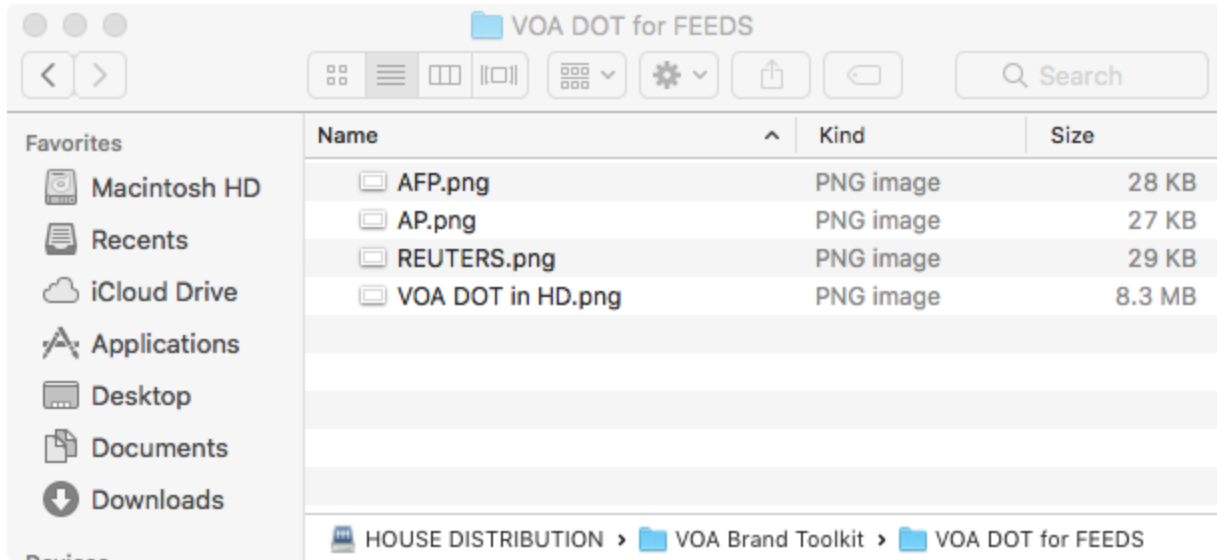 VOA DOT for FEEDS
Search
Favorites
Macintosh HD
Recents
iCloud Drive
Applications
Desktop
Documents
Downloads
Name Kind Size
AFP.png PNG image 28 KB
AP.png PNG image 27 KB
REUTERS.png PNG image 29 KB
VOA DOT in HD.png PNG image 8.3 MB
HOUSE DISTRIBUTION › VOA Brand Toolkit › VOA DOT for FEEDS